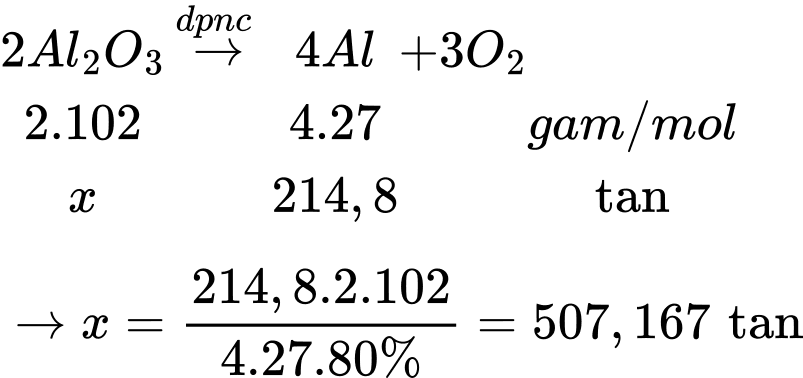 2Al₂O₃ →^{dpnc} 4Al +3O₂
2.102 4.27 gam/mol
x 214,8 tan
→ x = \frac{214,8.2.102}{4.27.80%} = 507,167 tan